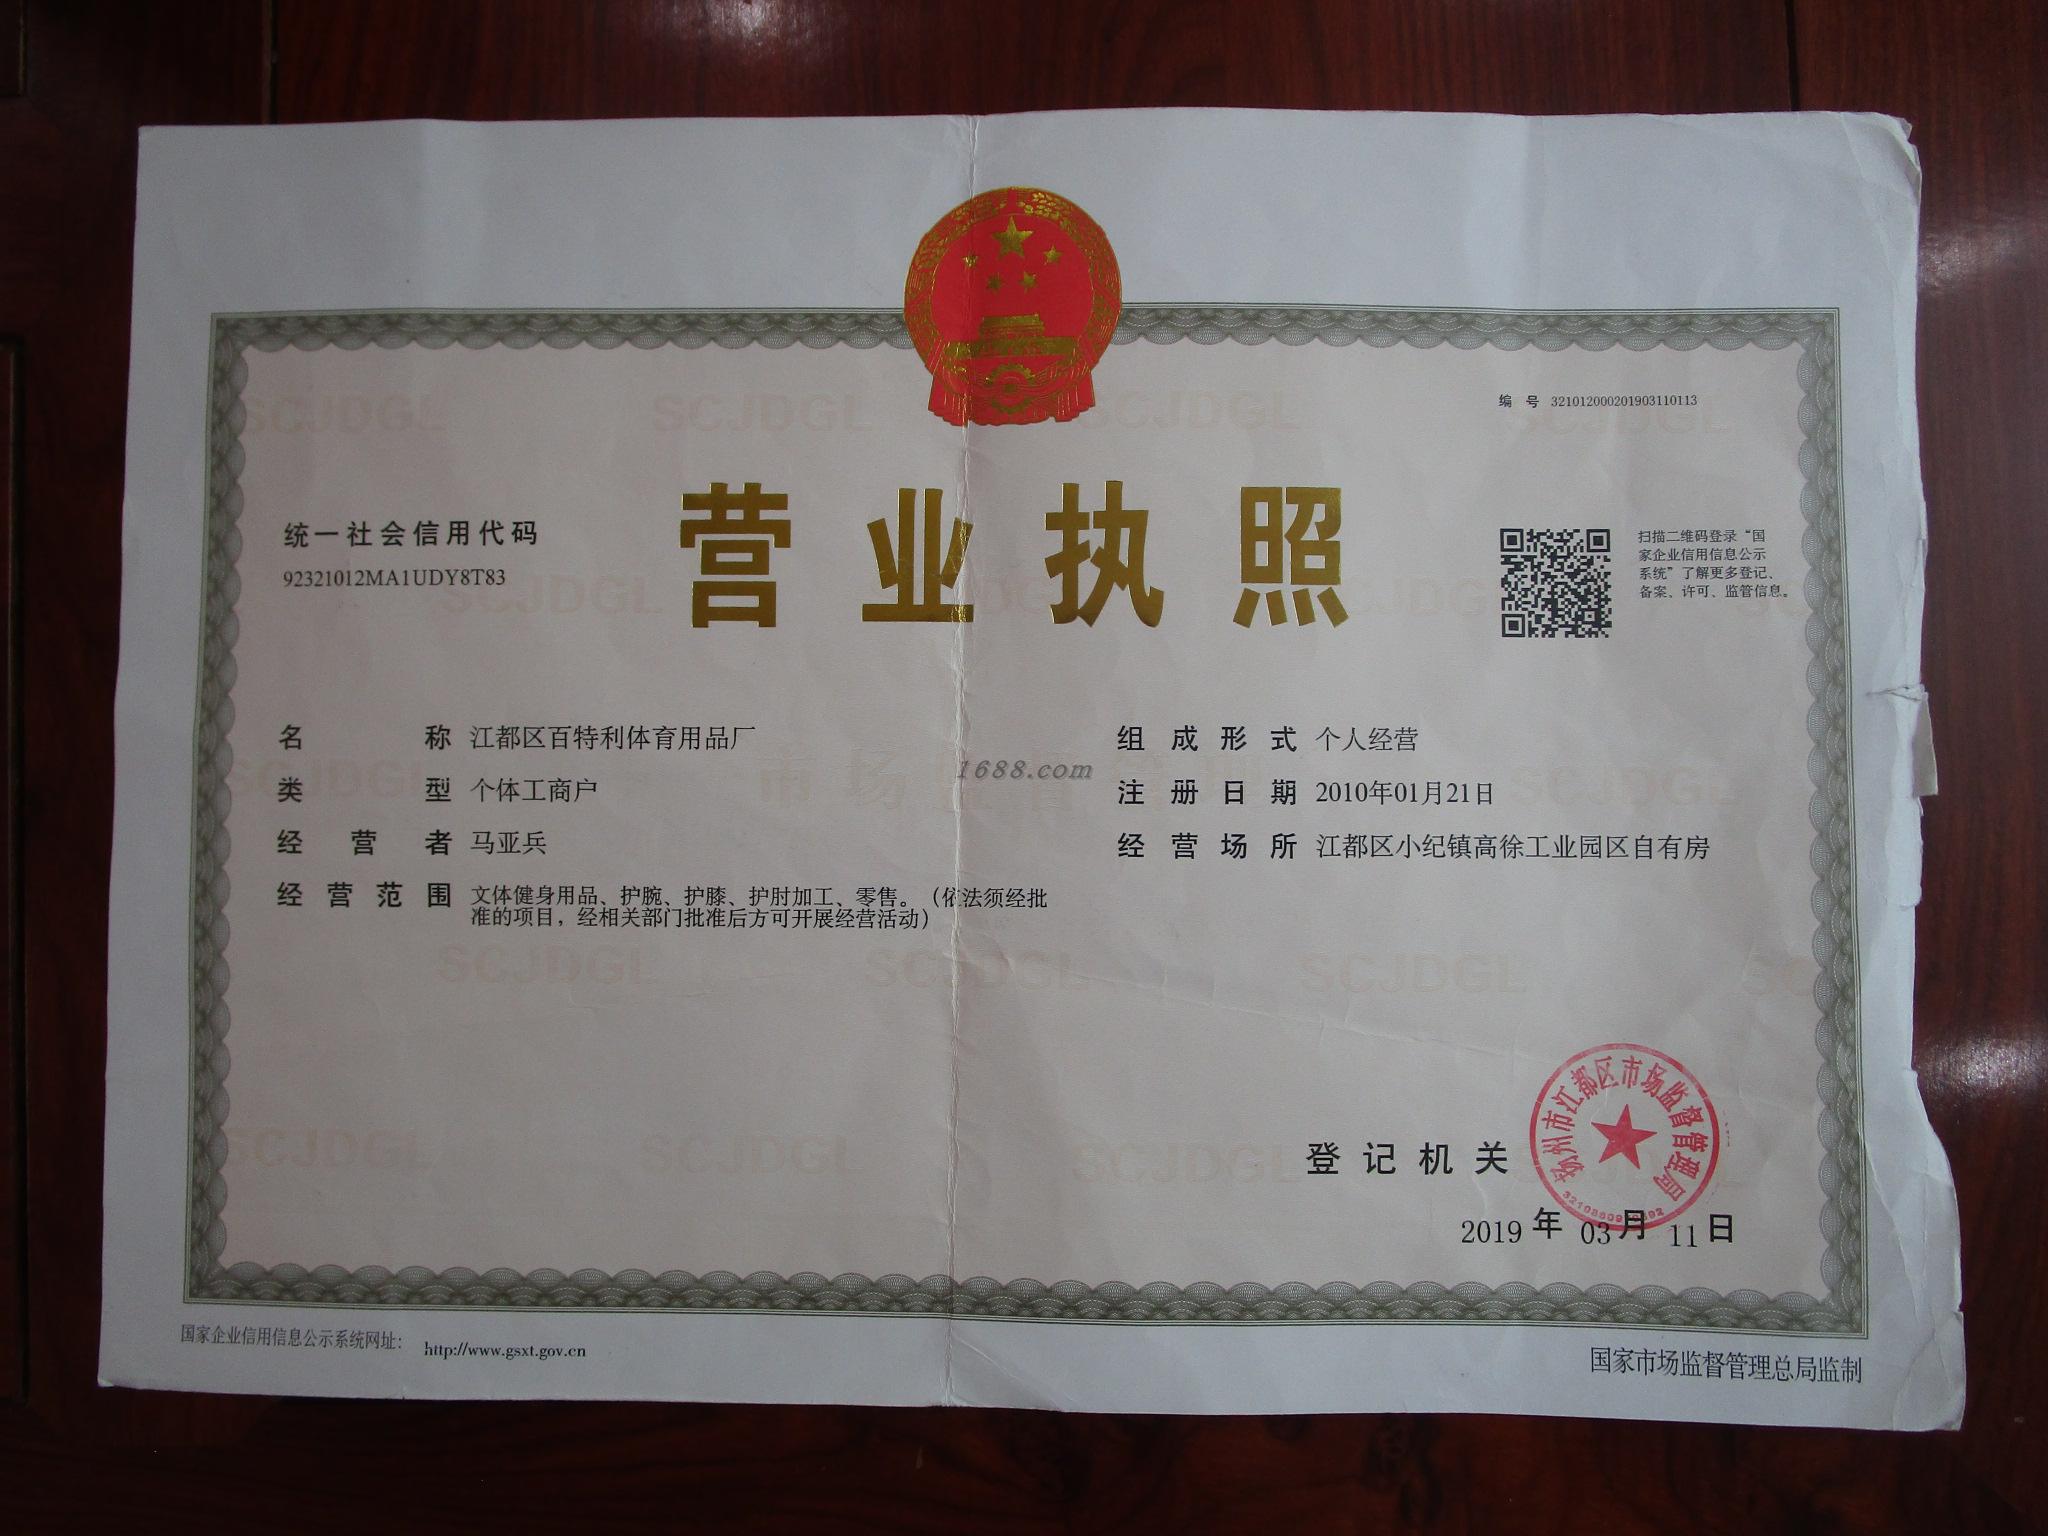 编 号 321012000201903110113
营业执照
统一社会信用代码
92321012MA1UDY8T83
扫描二维码登录“国
家企业信用信息公示
系统”了解更多登记、
备案、许可、监管信息。
名 称 江都区百特利体育用品厂
类 型 个体工商户
经 营 者 马亚兵
经 营 范 围 文体健身用品、护腕、护膝、护肘加工、零售。（依法须经批
准的项目，经相关部门批准后方可开展经营活动）
组 成 形 式 个人经营
注 册 日 期 2010年01月21日
经 营 场 所 江都区小纪镇高徐工业园区自有房
1688.com
登 记 机 关
扬州市江都区市场监督管理局
2019 年 03 月 11 日
国家企业信用信息公示系统网址： http://www.gsxt.gov.cn
国家市场监督管理总局监制
SCJDGL